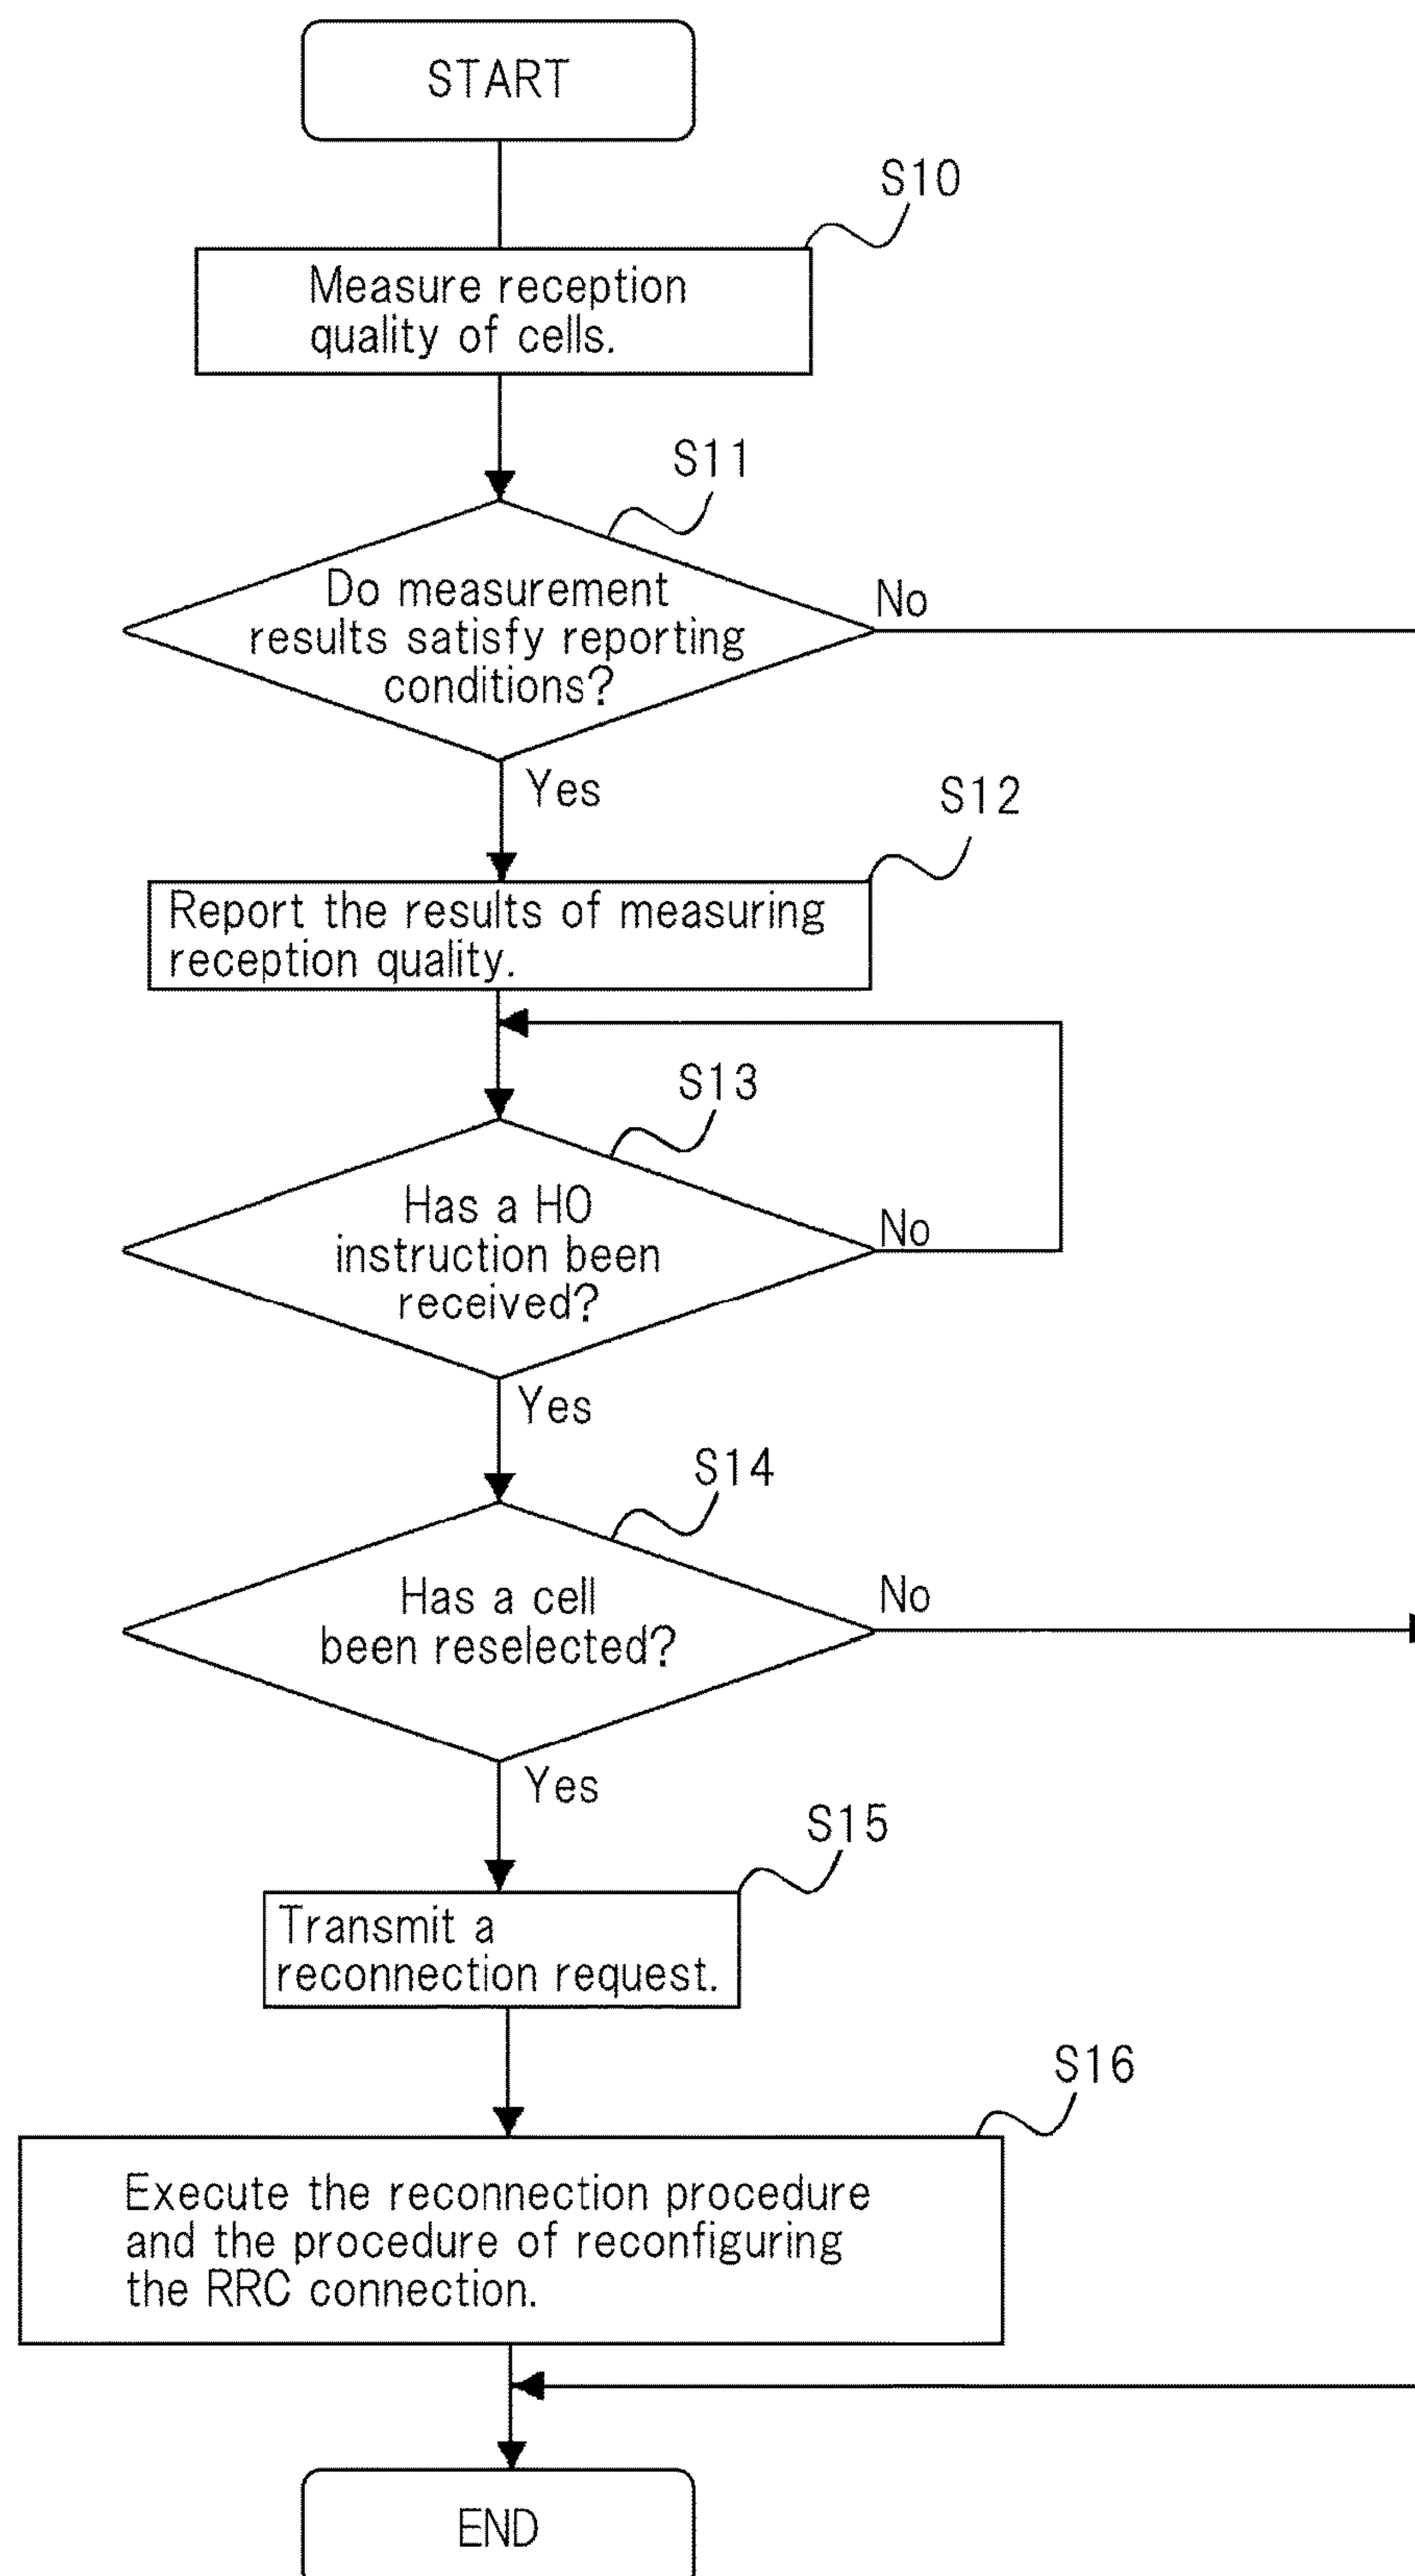 START
S10
Measure reception
quality of cells.
S11
Do measurement
results satisfy reporting
conditions?
No
Yes
S12
Report the results of measuring
reception quality.
S13
Has a HO
instruction been
received?
No
Yes
S14
Has a cell
been reselected?
No
Yes
S15
Transmit a
reconnection request.
S16
Execute the reconnection procedure
and the procedure of reconfiguring
the RRC connection.
END